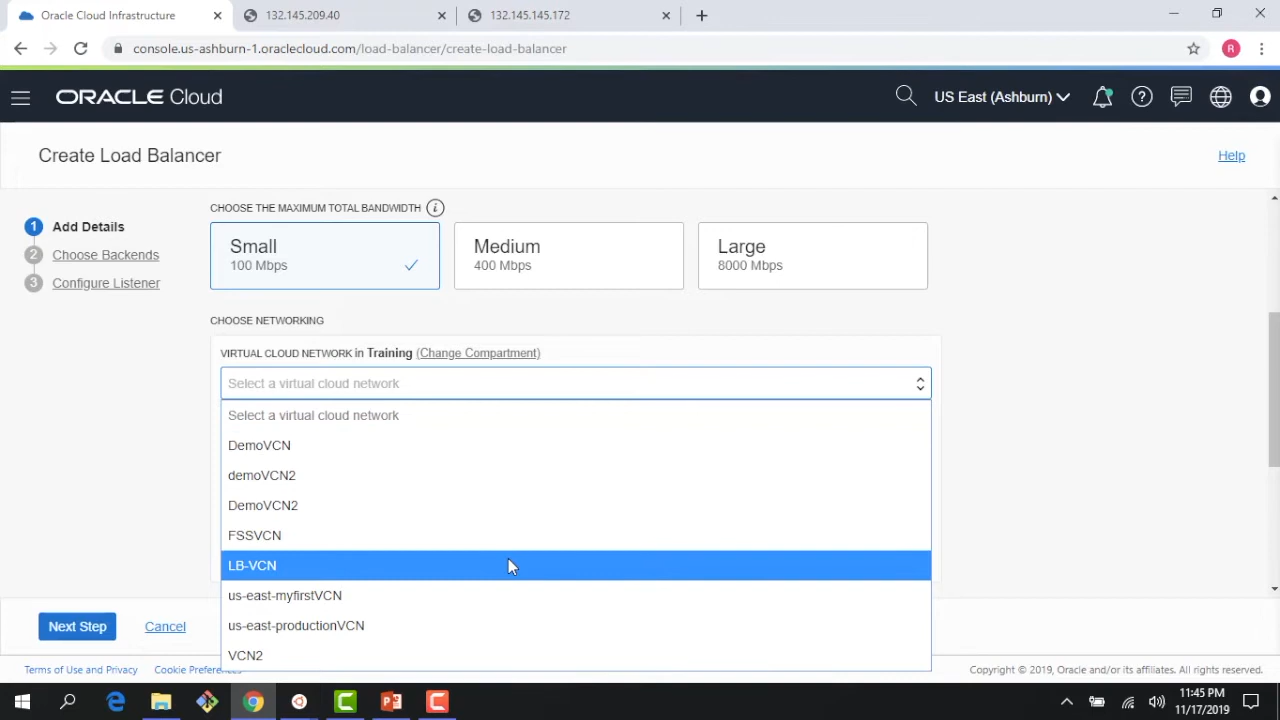 Oracle Cloud Infrastructure
132.145.209.40
132.145.145.172
console.us-ashburn-1.oraclecloud.com/load-balancer/create-load-balancer
R
ORACLE Cloud
US East (Ashburn)
Create Load Balancer
Help
1 Add Details
2 Choose Backends
3 Configure Listener
CHOOSE THE MAXIMUM TOTAL BANDWIDTH i
Small
100 Mbps
Medium
400 Mbps
Large
8000 Mbps
CHOOSE NETWORKING
VIRTUAL CLOUD NETWORK in Training (Change Compartment)
Select a virtual cloud network
Select a virtual cloud network
DemoVCN
demoVCN2
DemoVCN2
FSSVCN
LB-VCN
us-east-myfirstVCN
us-east-productionVCN
VCN2
Next Step
Cancel
Terms of Use and Privacy
Cookie Preferences
Copyright © 2019, Oracle and/or its affiliates. All rights reserved.
11:45 PM
11/17/2019